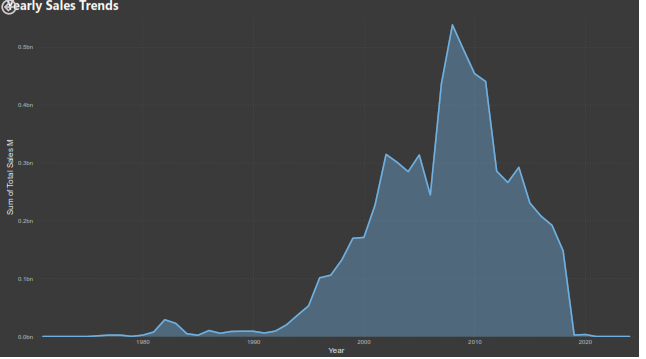 Yearly Sales Trends
0.5bn
0.4bn
0.3bn
0.2bn
0.1bn
0.0bn
Sum of Total Sales M
1980 1990 2000 2010 2020
Year